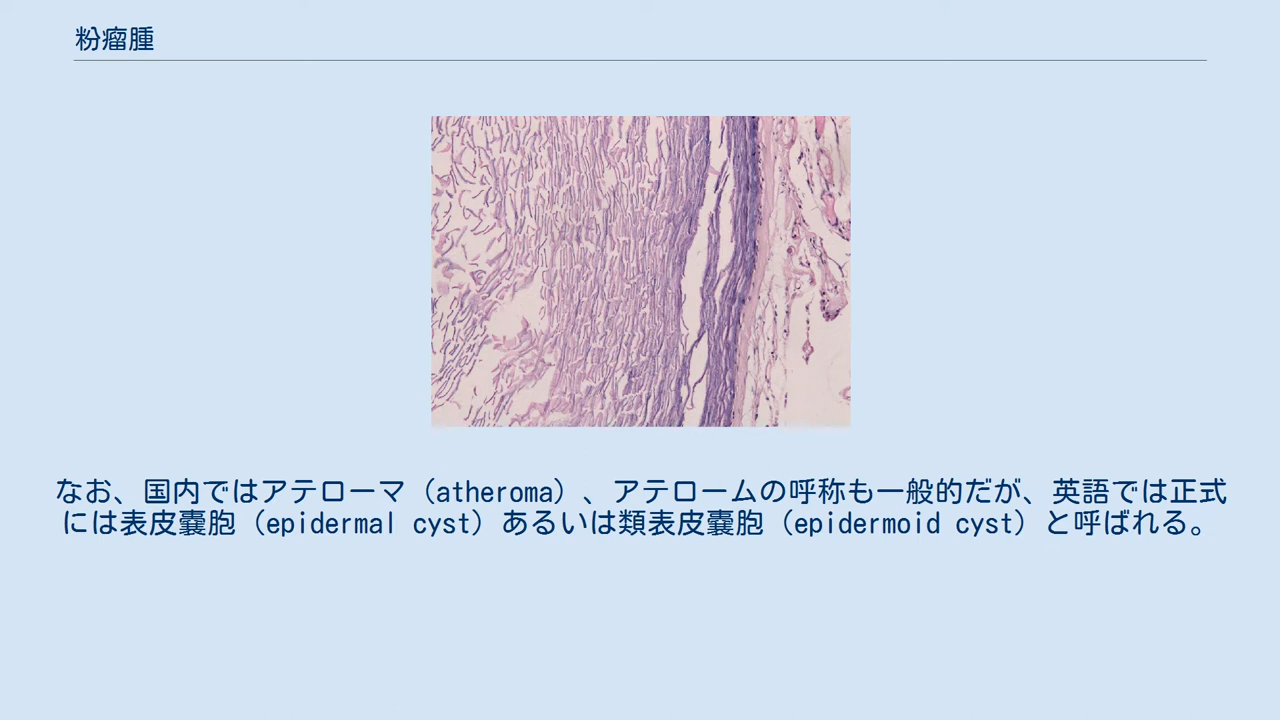 粉瘤腫
なお、国内ではアテローマ（atheroma）、アテロームの呼称も一般的だが、英語では正式
には表皮嚢胞（epidermal cyst）あるいは類表皮嚢胞（epidermoid cyst）と呼ばれる。